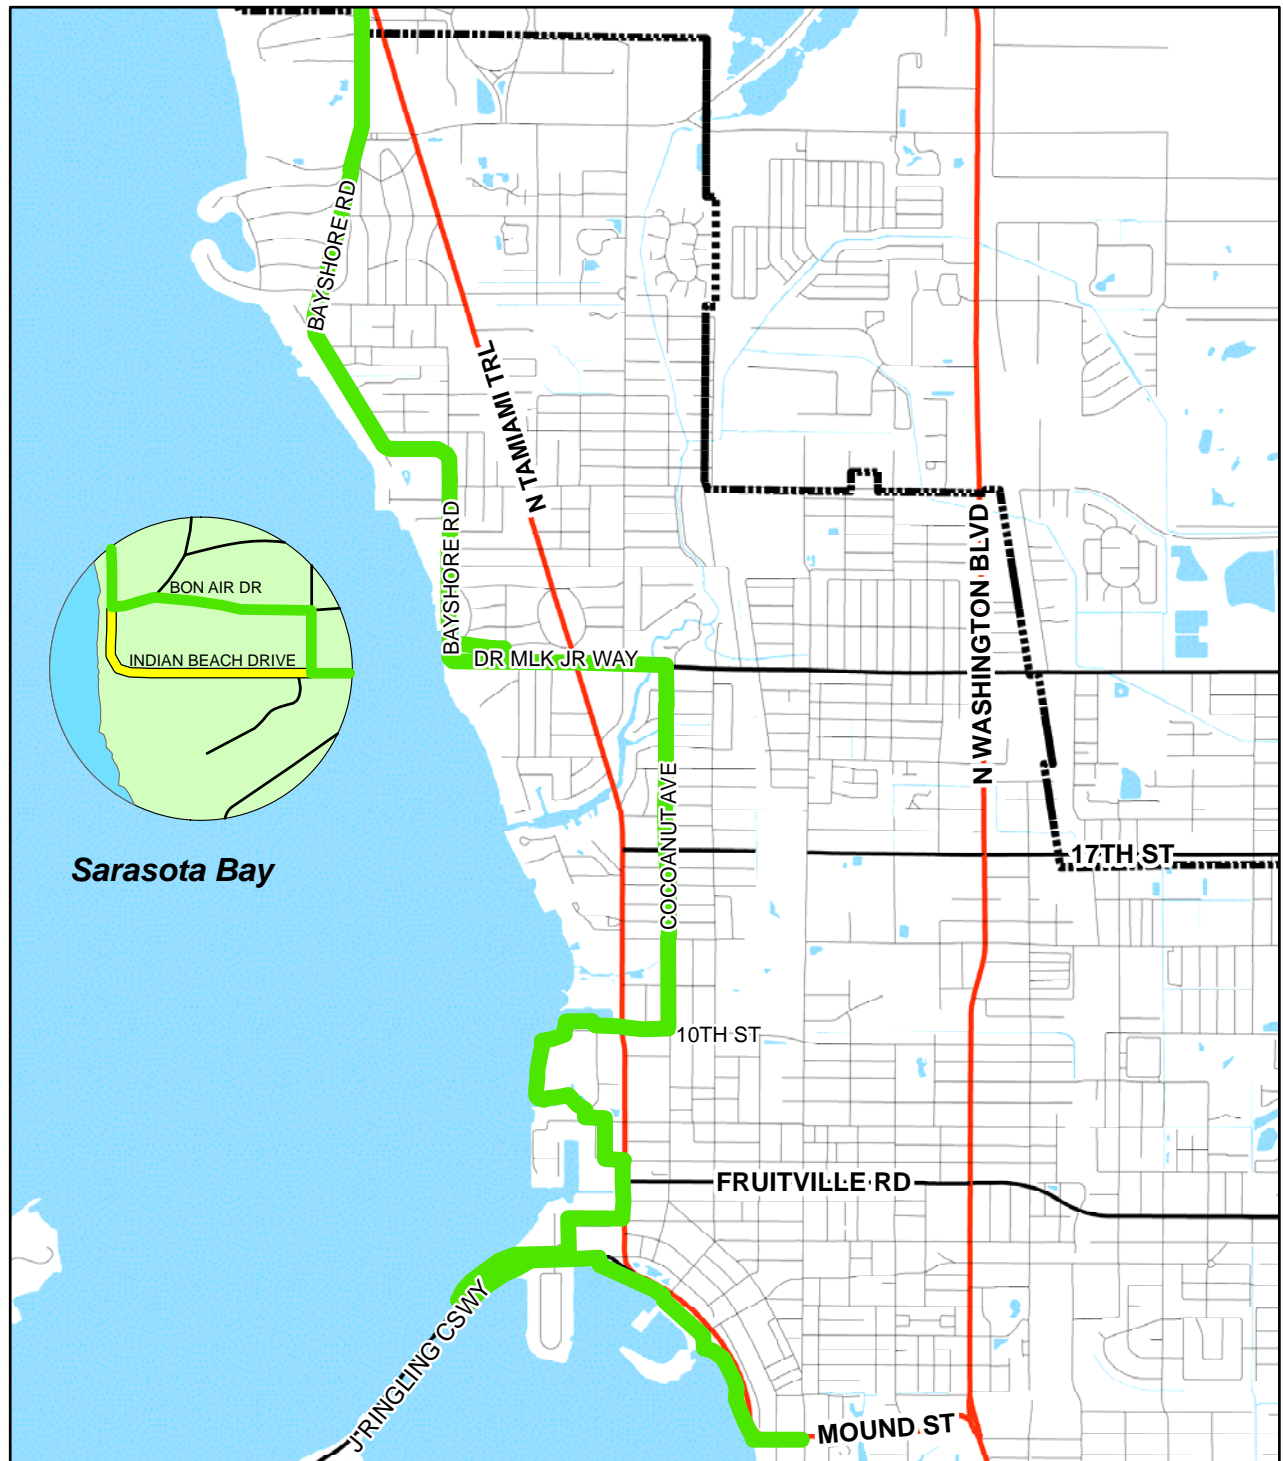 BAYSHORE RD
N TAMIAMI TRL
BAYSHORE RD
N WASHINGTON BLVD
BON AIR DR
INDIAN BEACH DRIVE
DR MLK JR WAY
COCOANUT AVE
17TH ST
Sarasota Bay
10TH ST
FRUITVILLE RD
J RINGLING CSWY
MOUND ST